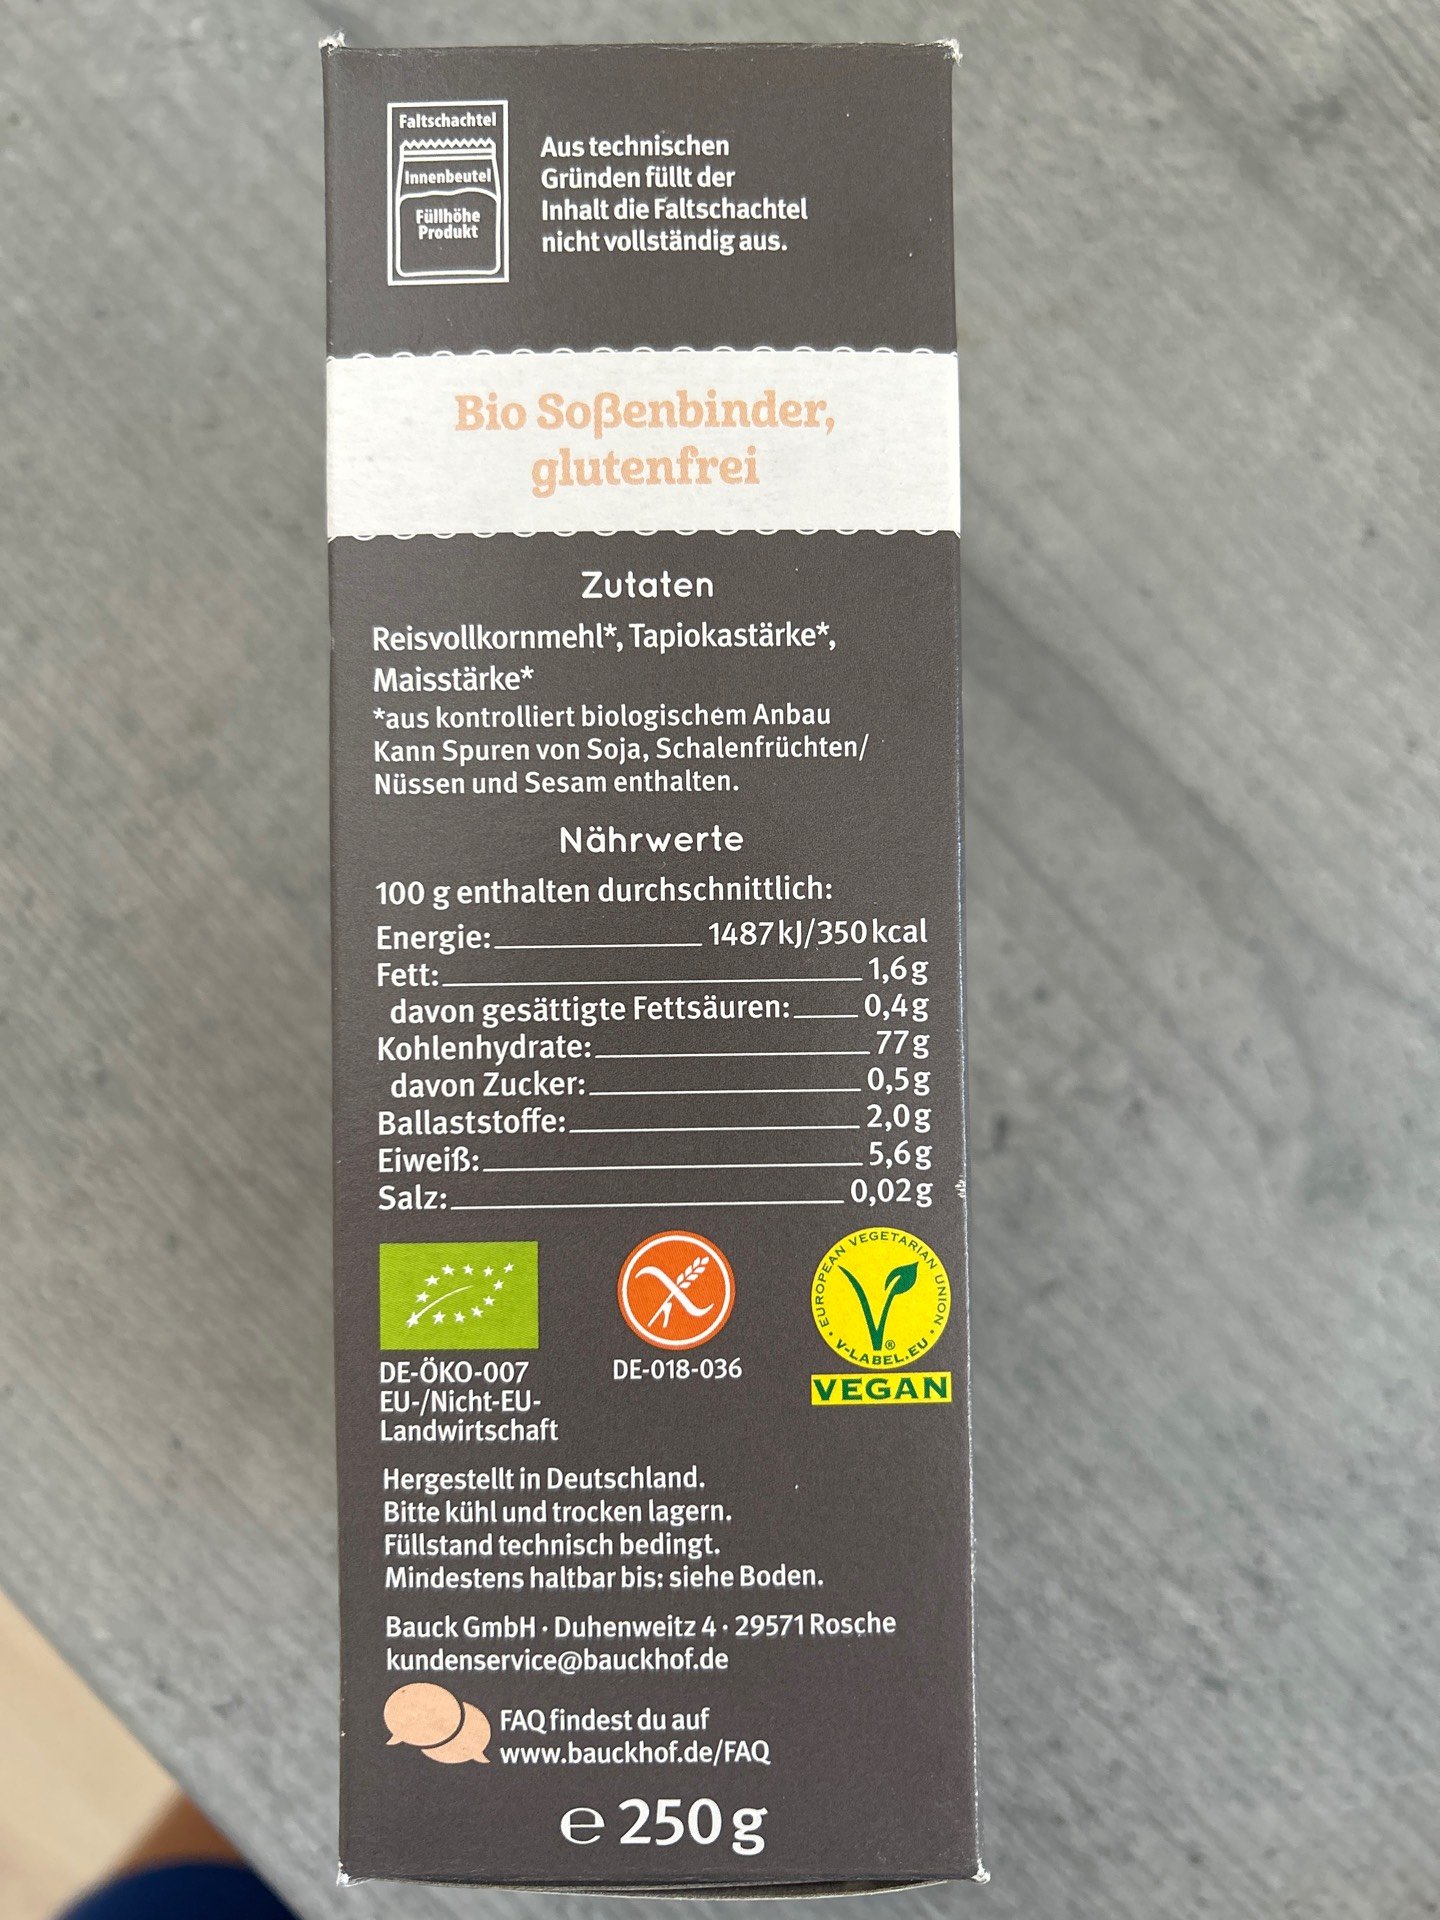 Faltschachtel
Innenbeutel
Füllhöhe
Produkt
Aus technischen
Gründen füllt der
Inhalt die Faltschachtel
nicht vollständig aus.
Bio Soßenbinder,
glutenfrei
Zutaten
Reisvollkornmehl*, Tapiokastärke*,
Maisstärke*
*aus kontrolliert biologischem Anbau
Kann Spuren von Soja, Schalenfrüchten/
Nüssen und Sesam enthalten.
Nährwerte
100 g enthalten durchschnittlich:
Energie: 1487 kJ/350 kcal
Fett: 1,6 g
davon gesättigte Fettsäuren: 0,4 g
Kohlenhydrate: 77 g
davon Zucker: 0,5 g
Ballaststoffe: 2,0 g
Eiweiß: 5,6 g
Salz: 0,02 g
DE-ÖKO-007
EU-/Nicht-EU-
Landwirtschaft
DE-018-036
EUROPEAN VEGETARIAN UNION
® 
V-LABEL.EU
VEGAN
Hergestellt in Deutschland.
Bitte kühl und trocken lagern.
Füllstand technisch bedingt.
Mindestens haltbar bis: siehe Boden.
Bauck GmbH · Duhenweitz 4 · 29571 Rosche
kundenservice@bauckhof.de
FAQ findest du auf
www.bauckhof.de/FAQ
℮ 250 g